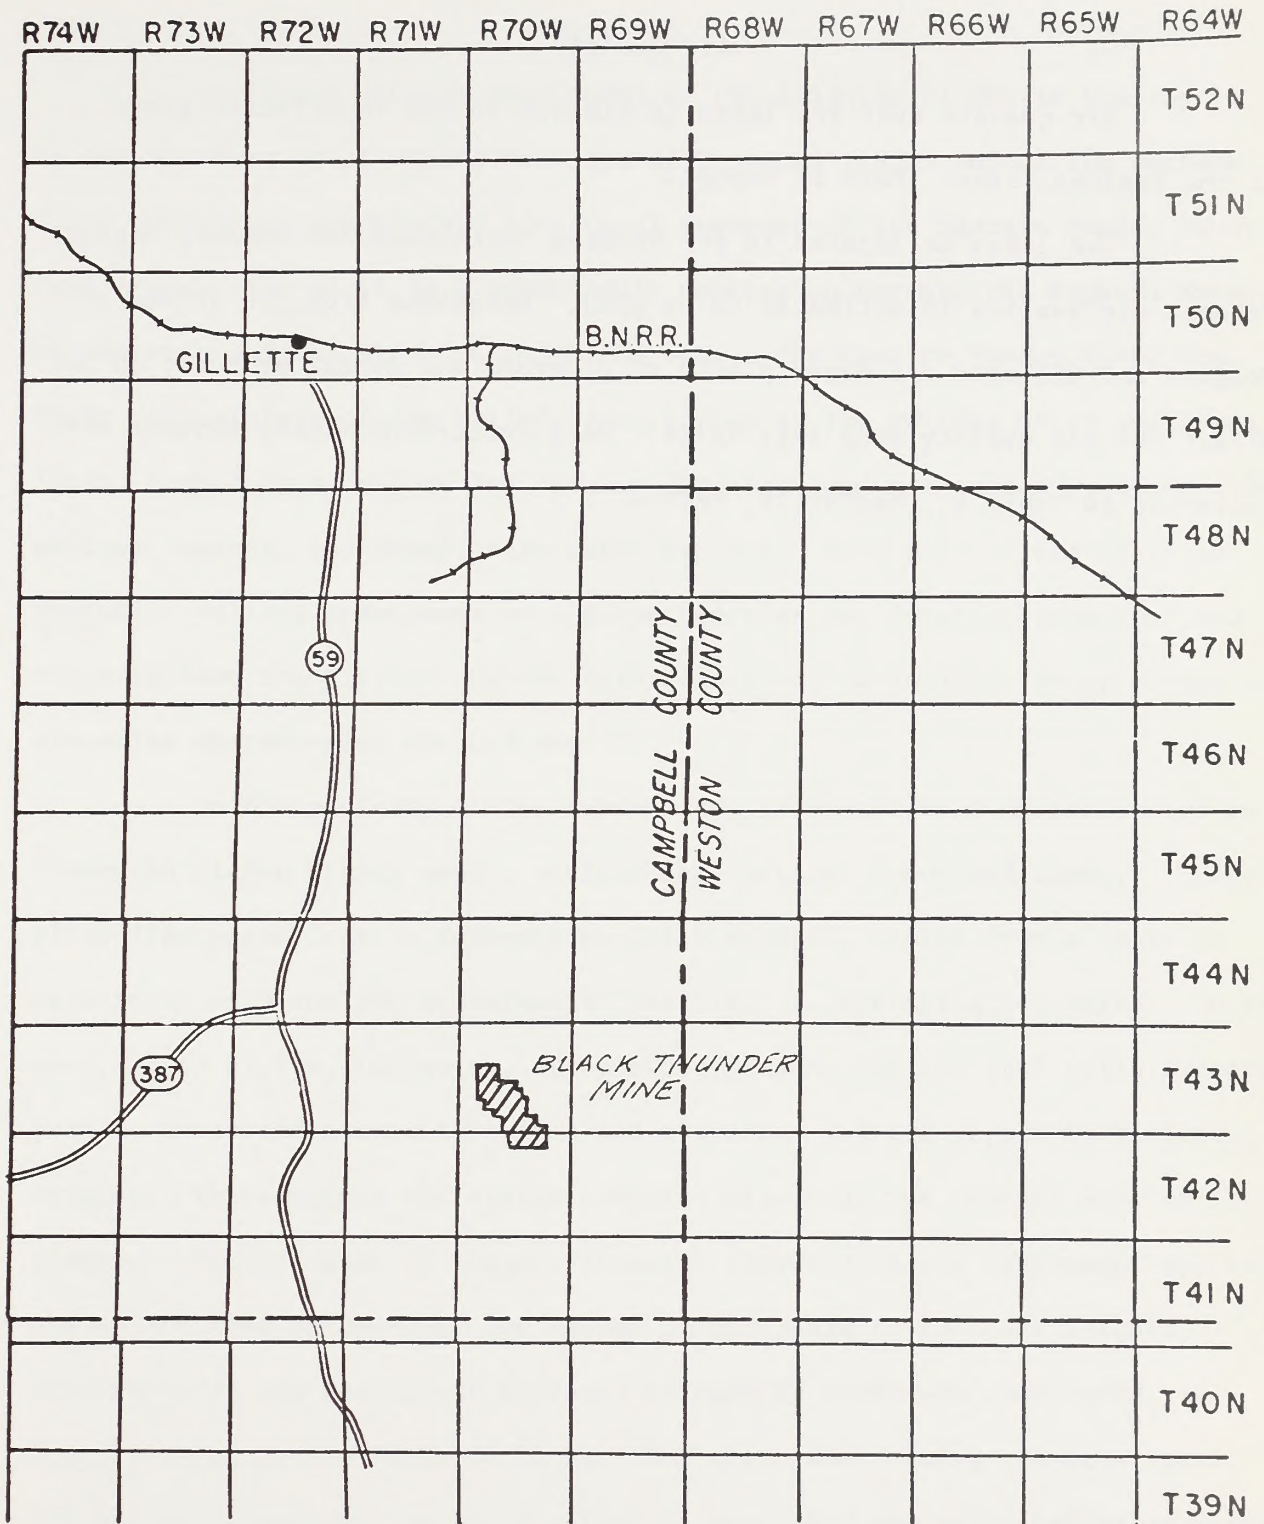 R74W R73W R72W R71W R70W R69W R68W R67W R66W R65W R64W
T52N
T51N
T50N
B.N.R.R.
GILLETTE
T49N
T48N
T47N
59
CAMPBELL COUNTY
WESTON COUNTY
T46N
T45N
T44N
387
BLACK THUNDER
MINE
T43N
T42N
T41N
T40N
T39N